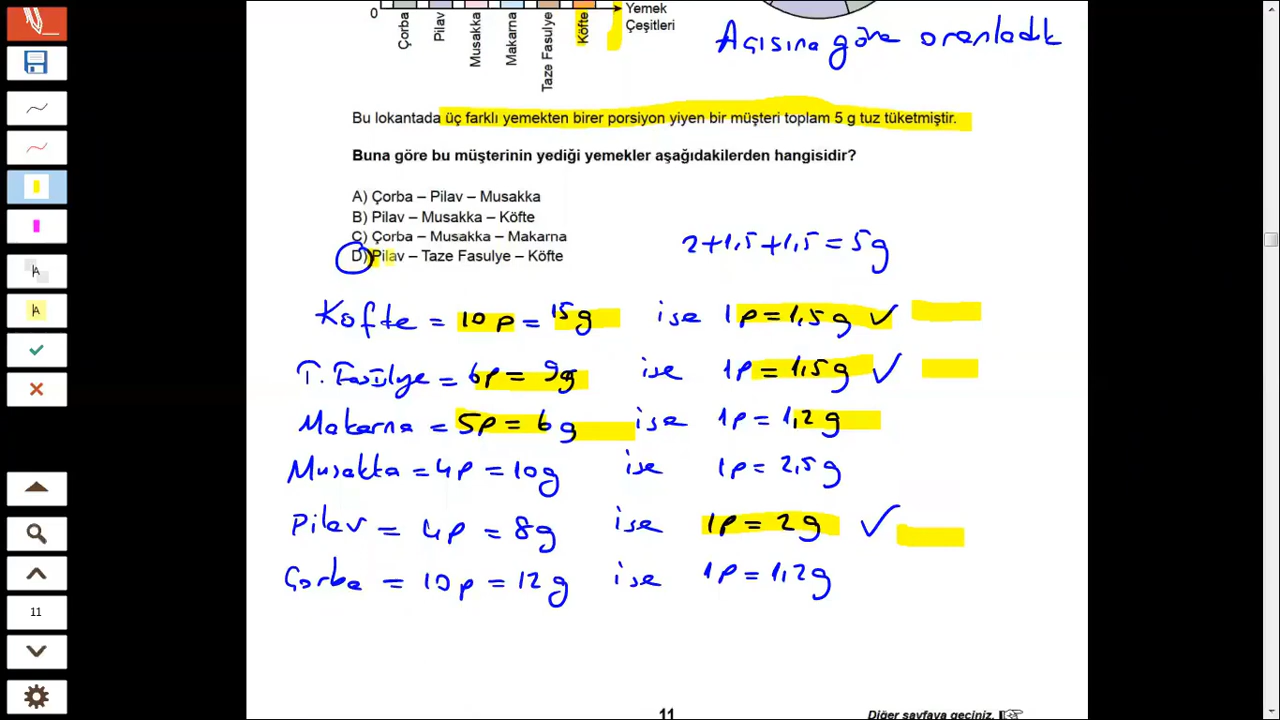 0
Yemek
Çeşitleri
Çorba
Pilav
Musakka
Makarna
Taze Fasulye
Köfte
Açısına göre oranladık
Bu lokantada üç farklı yemekten birer porsiyon yiyen bir müşteri toplam 5 g tuz tüketmiştir.
Buna göre bu müşterinin yediği yemekler aşağıdakilerden hangisidir?
A) Çorba – Pilav – Musakka
B) Pilav – Musakka – Köfte
C) Çorba – Musakka – Makarna
D) Pilav – Taze Fasulye – Köfte
2+1,5+1,5=5g
Köfte = 10 p = 15g ise 1p=1,5g ✓
T. Fasulye = 6p = 9g ise 1p=1,5g ✓
Makarna = 5p = 6g ise 1p=1,2g
Musakka = 4p = 10g ise 1p=2,5g
Pilav = 4p = 8g ise 1p=2g ✓
Çorba = 10p = 12g ise 1p=1,2g
11
11
Diğer sayfaya geçiniz.